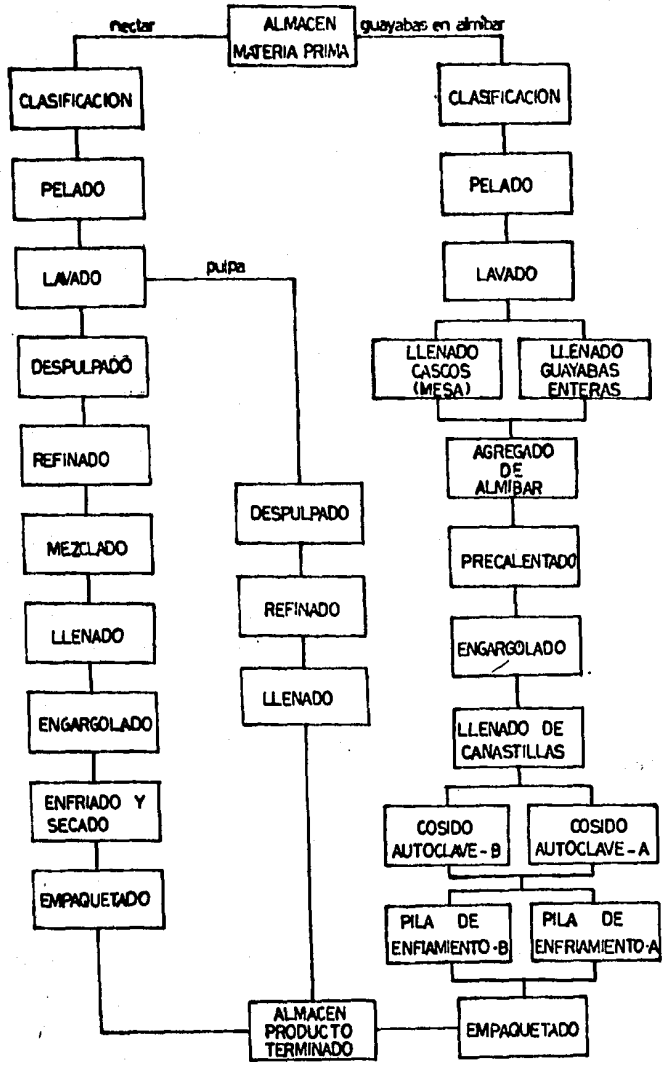 nectar
ALMACEN
MATERIA PRIMA
guayabas en almibar
CLASIFICACION
PELADO
LAVADO
pulpa
DESPULPADO
REFINADO
MEZCLADO
LLENADO
ENGARGOLADO
ENFRIADO Y
SECADO
EMPAQUETADO
DESPULPADO
REFINADO
LLENADO
CLASIFICACION
PELADO
LAVADO
LLENADO
CASCOS
(MESA)
LLENADO
GUAYABAS
ENTERAS
AGREGADO
DE
ALMIBAR
PRECALENTADO
ENGARGOLADO
LLENADO DE
CANASTILLAS
COSIDO
AUTOCLAVE-B
COSIDO
AUTOCLAVE-A
PILA DE
ENFIAMIENTO-B
PILA DE
ENFRIAMIENTO-A
EMPAQUETADO
ALMACEN
PRODUCTO
TERMINADO